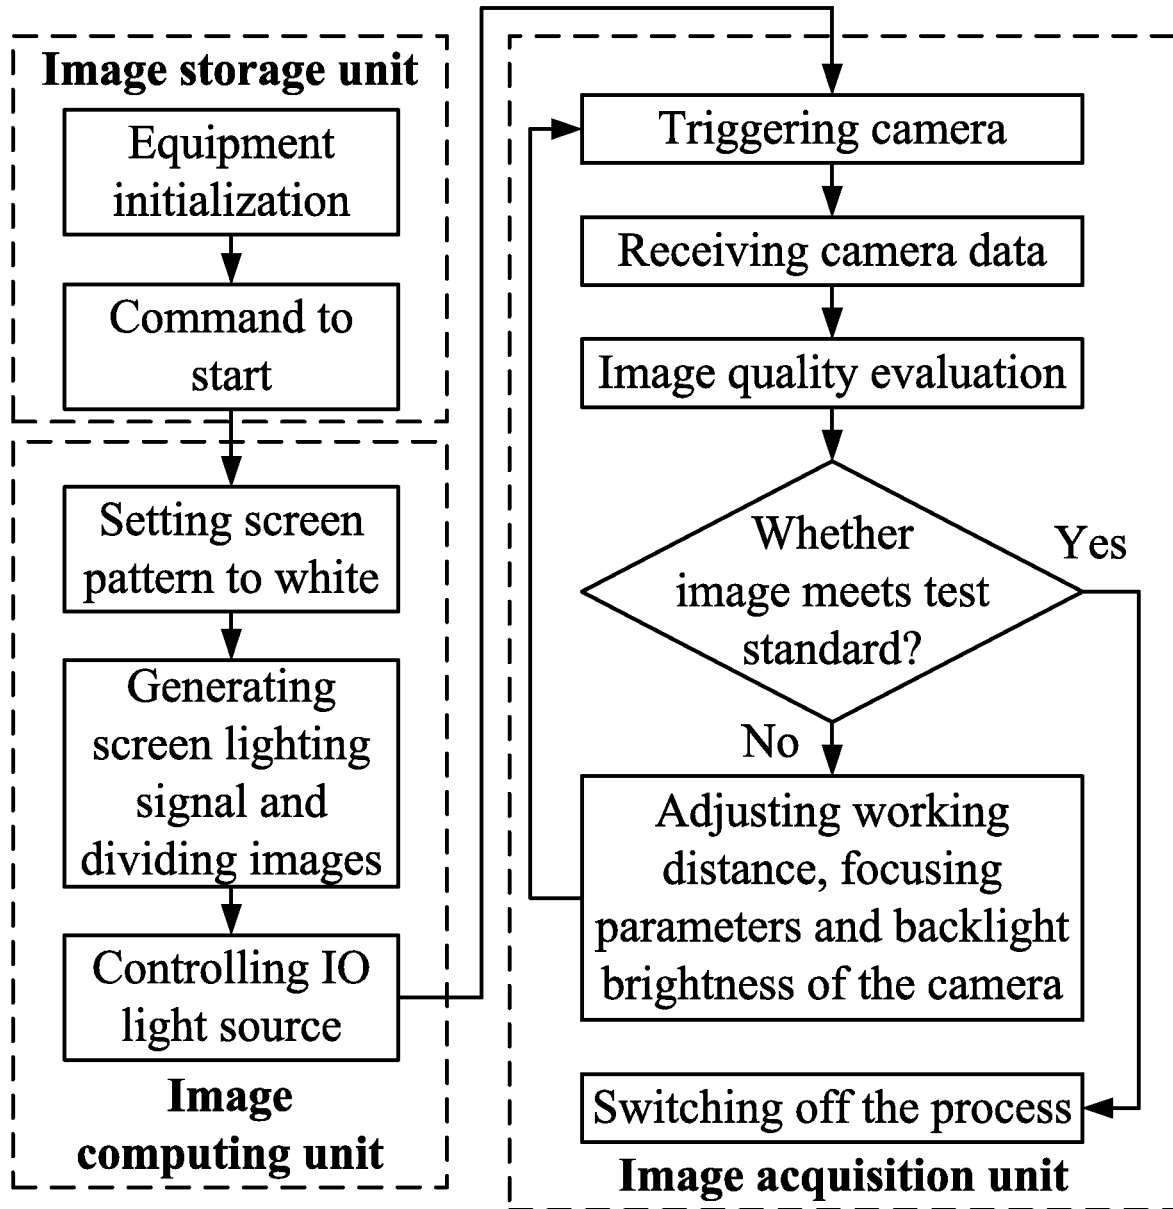 Image storage unit
Equipment
initialization
Command to
start
Setting screen
pattern to white
Generating
screen lighting
signal and
dividing images
Controlling IO
light source
Image
computing unit
Triggering camera
Receiving camera data
Image quality evaluation
Whether
image meets test
standard?
Yes
No
Adjusting working
distance, focusing
parameters and backlight
brightness of the camera
Switching off the process
Image acquisition unit